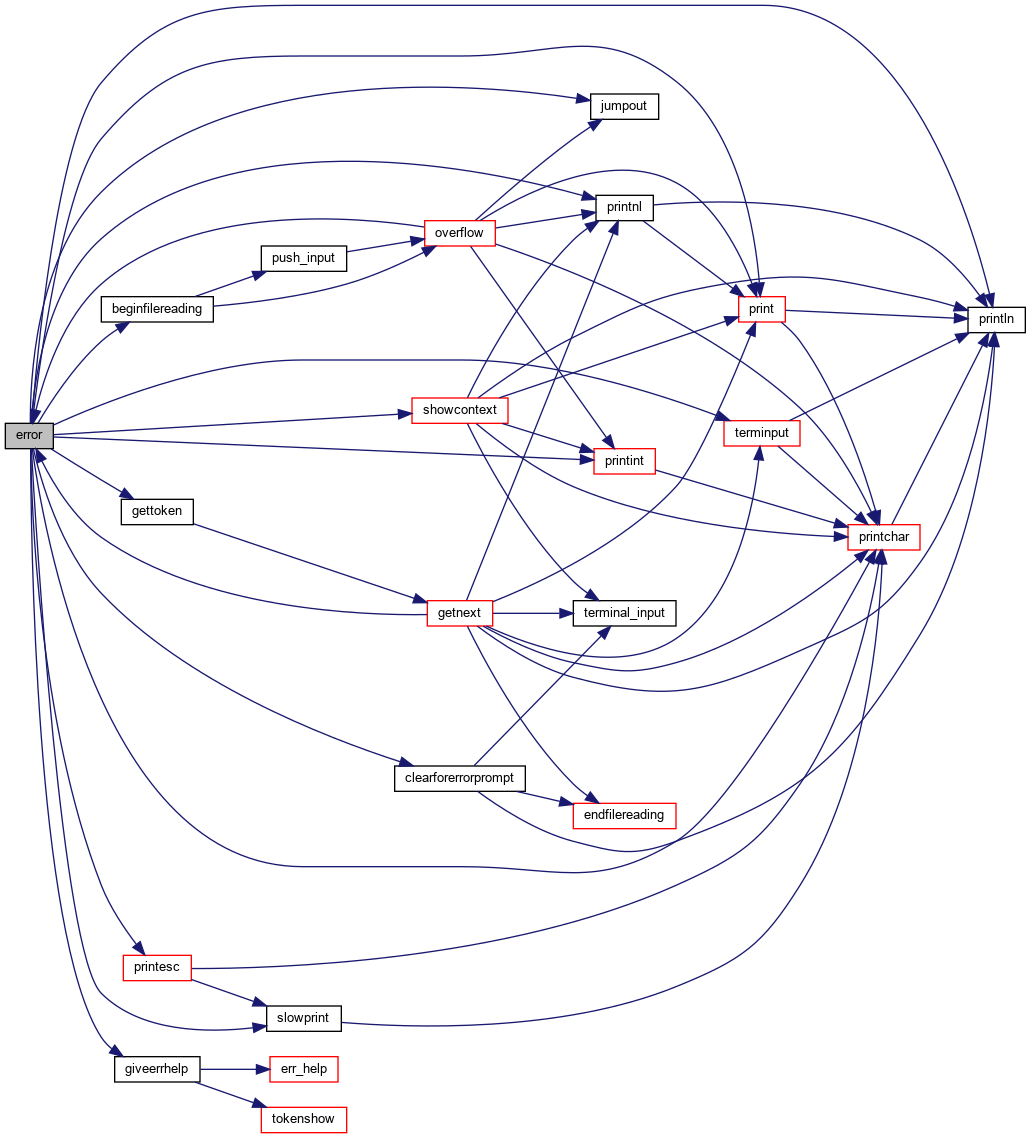 jumpout
printnl
overflow
push_input
beginfilereading
print
println
showcontext
error
terminput
printint
gettoken
printchar
getnext
terminal_input
clearforerrorprompt
endfilereading
printesc
slowprint
giveerrhelp
err_help
tokenshow